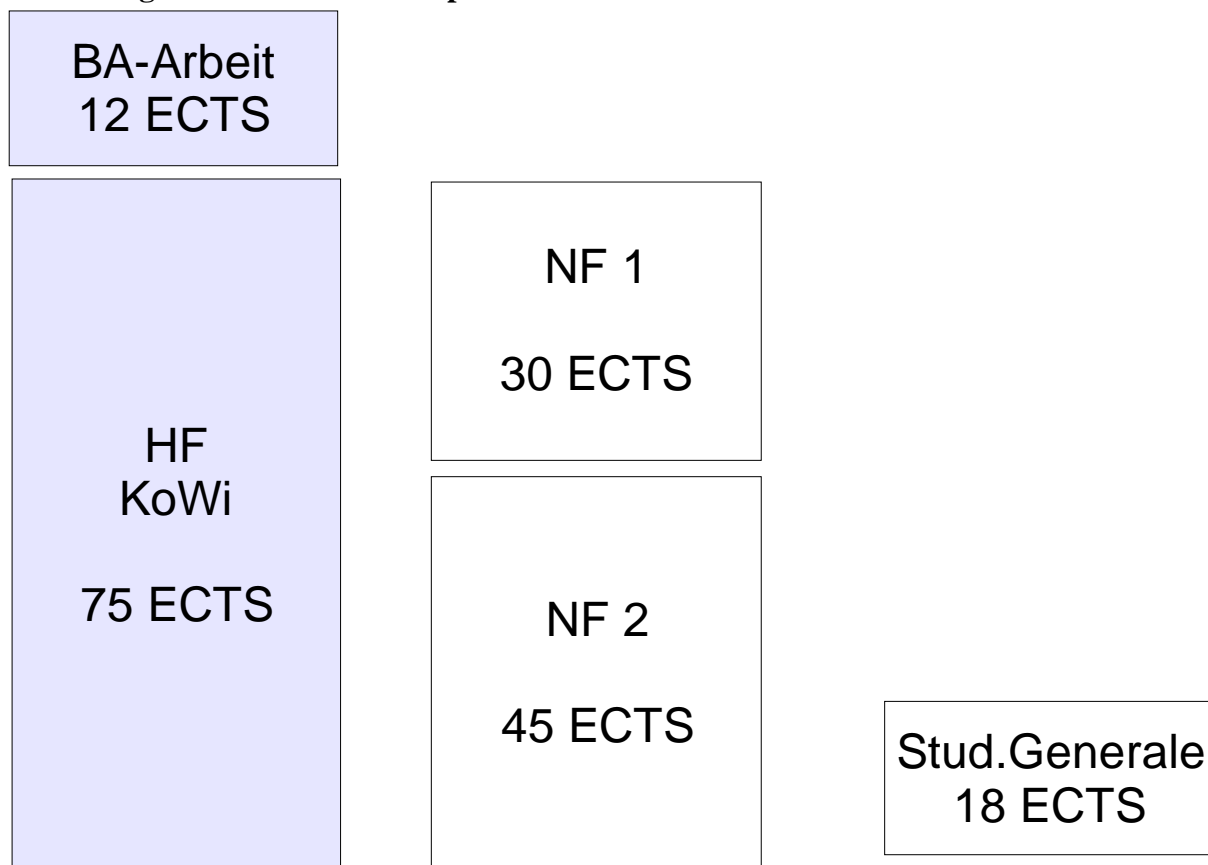 BA-Arbeit
12 ECTS
HF
KoWi
75 ECTS
NF 1
30 ECTS
NF 2
45 ECTS
Stud.Generale
18 ECTS